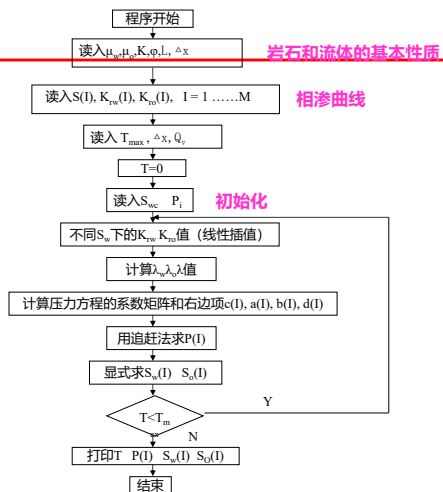 程序开始
读入μw,μo,K,φ,L, △x
岩石和流体的基本性质
读入S(I), Krw(I), Kro(I), I = 1 ……M
相渗曲线
读入 Tmax , △x, Qv
T=0
读入Swc Pi
初始化
不同Sw下的Krw Kro值（线性插值）
计算λwλoλ值
计算压力方程的系数矩阵和右边项c(I), a(I), b(I), d(I)
用追赶法求P(I)
显式求Sw(I) So(I)
Y
T<Tm
ax
N
打印T P(I) Sw(I) SO(I)
结束